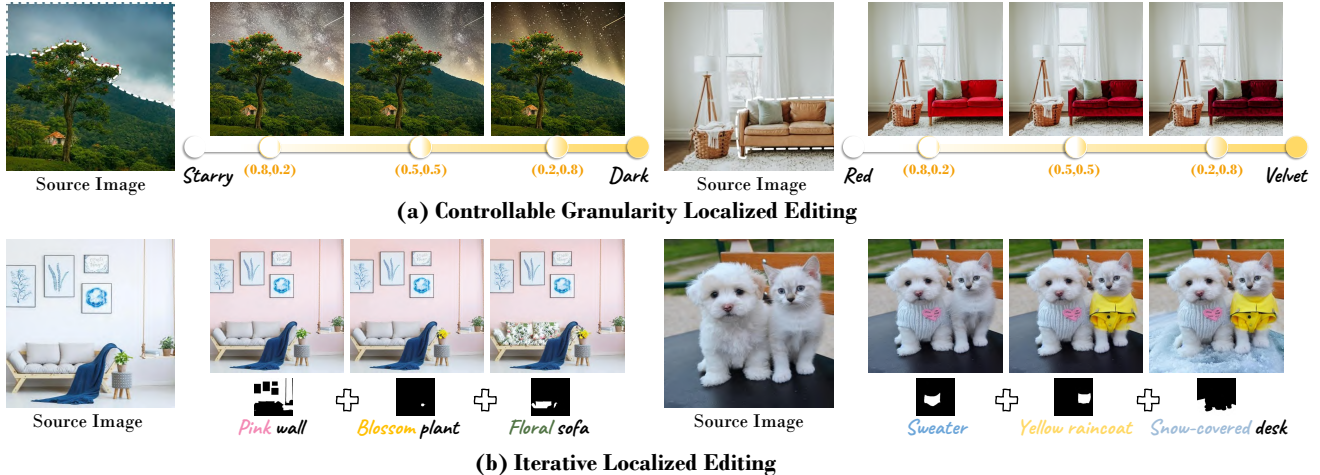 Source Image
Starry (0.8,0.2) (0.5,0.5) (0.2,0.8) Dark
Source Image
Red (0.8,0.2) (0.5,0.5) (0.2,0.8) Velvet
(a) Controllable Granularity Localized Editing
Source Image
Pink wall Blossom plant Floral sofa
Source Image
Sweater Yellow raincoat Snow-covered desk
(b) Iterative Localized Editing